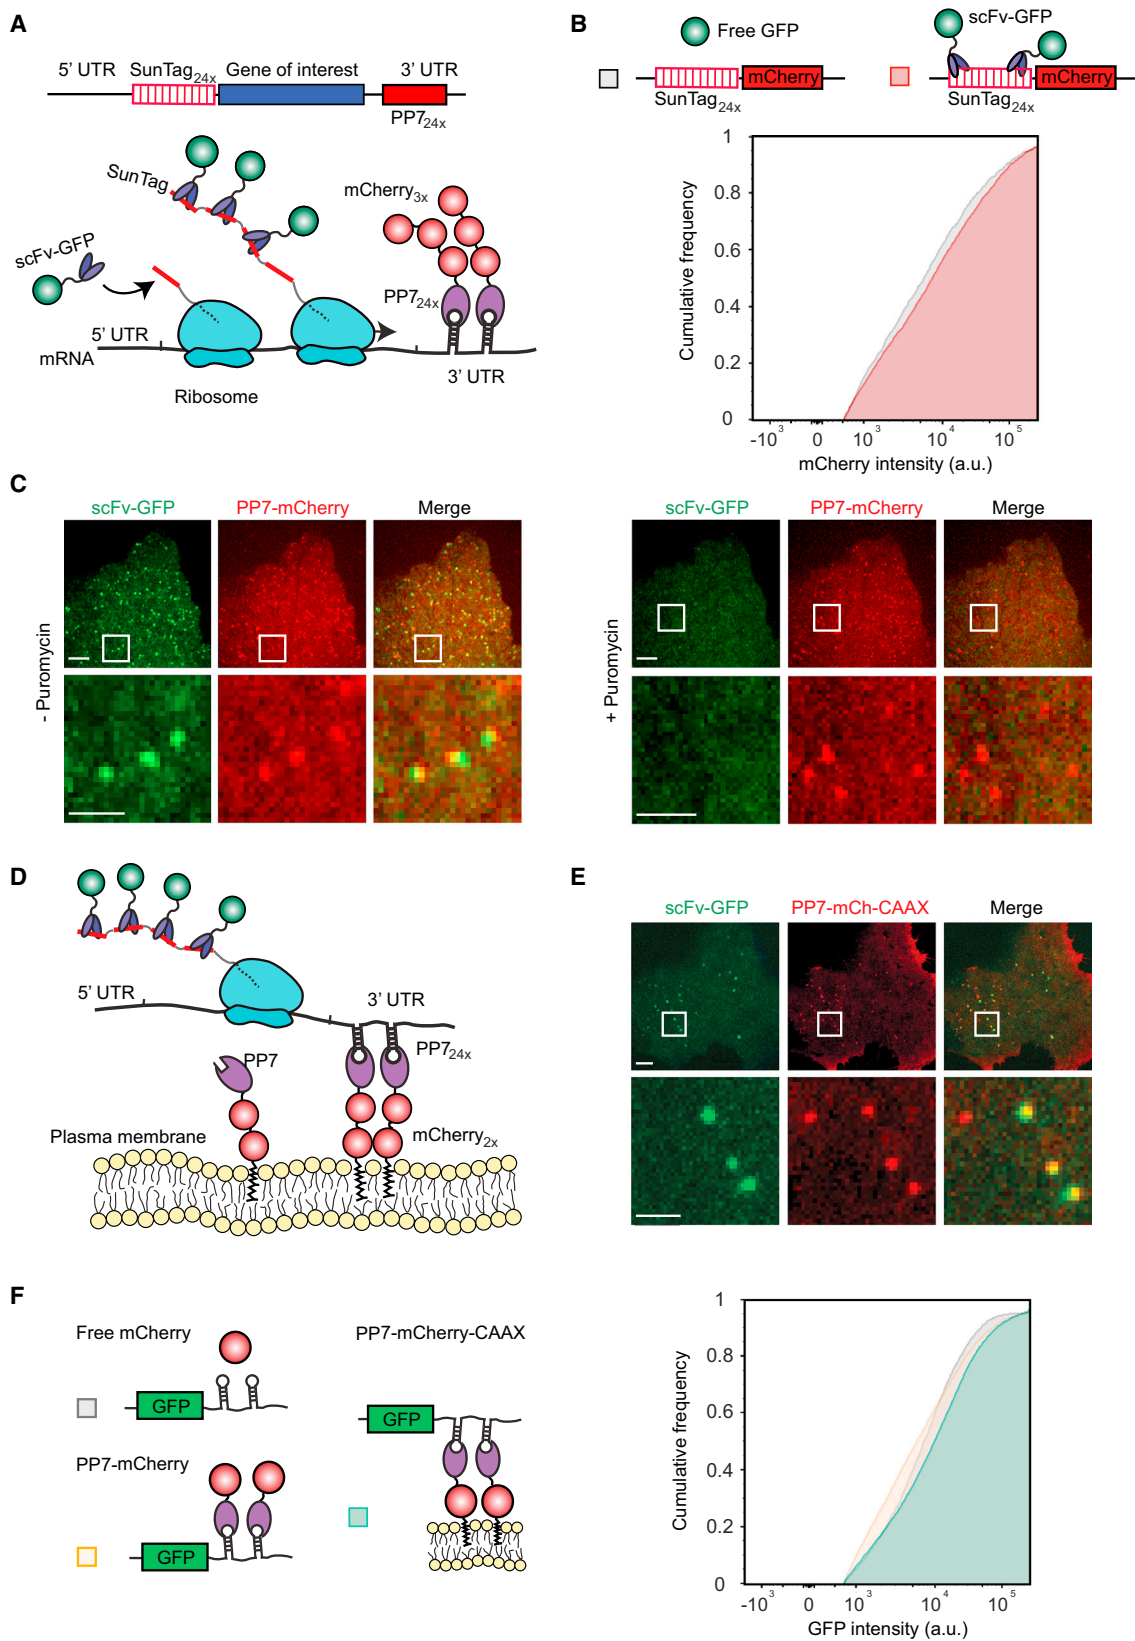 A
5' UTR SunTag24x Gene of interest 3' UTR
PP724x
SunTag
mCherry3x
scFv-GFP
PP724x
5' UTR
mRNA
3' UTR
Ribosome
B
Free GFP
scFv-GFP
mCherry
SunTag24x
mCherry
SunTag24x
1
0.8
0.6
0.4
0.2
0
Cumulative frequency
-10³ 0 10³ 10⁴ 10⁵
mCherry intensity (a.u.)
C
scFv-GFP PP7-mCherry Merge
- Puromycin
scFv-GFP PP7-mCherry Merge
+ Puromycin
D
5' UTR
3' UTR
PP724x
PP7
mCherry2x
Plasma membrane
E
scFv-GFP PP7-mCh-CAAX Merge
F
Free mCherry
GFP
PP7-mCherry
GFP
PP7-mCherry-CAAX
GFP
1
0.8
0.6
0.4
0.2
0
Cumulative frequency
-10³ 0 10³ 10⁴ 10⁵
GFP intensity (a.u.)